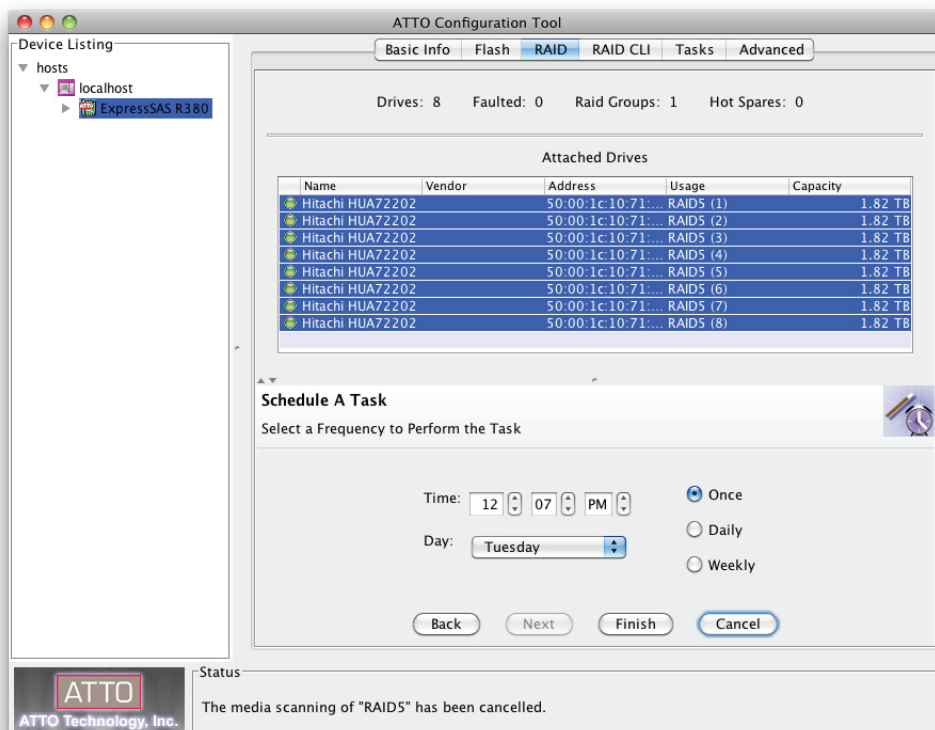 ATTO Configuration Tool
Device Listing
hosts
localhost
ExpressSAS R380
Basic Info Flash RAID RAID CLI Tasks Advanced
Drives: 8 Faulted: 0 Raid Groups: 1 Hot Spares: 0
Attached Drives
Name Vendor Address Usage Capacity
Hitachi HUA72202 50:00:1c:10:71:... RAID5 (1) 1.82 TB
Hitachi HUA72202 50:00:1c:10:71:... RAID5 (2) 1.82 TB
Hitachi HUA72202 50:00:1c:10:71:... RAID5 (3) 1.82 TB
Hitachi HUA72202 50:00:1c:10:71:... RAID5 (4) 1.82 TB
Hitachi HUA72202 50:00:1c:10:71:... RAID5 (5) 1.82 TB
Hitachi HUA72202 50:00:1c:10:71:... RAID5 (6) 1.82 TB
Hitachi HUA72202 50:00:1c:10:71:... RAID5 (7) 1.82 TB
Hitachi HUA72202 50:00:1c:10:71:... RAID5 (8) 1.82 TB
Schedule A Task
Select a Frequency to Perform the Task
Time: 12 07 PM
Day: Tuesday
Once
Daily
Weekly
Back Next Finish Cancel
ATTO
ATTO Technology, Inc.
Status
The media scanning of "RAID5" has been cancelled.